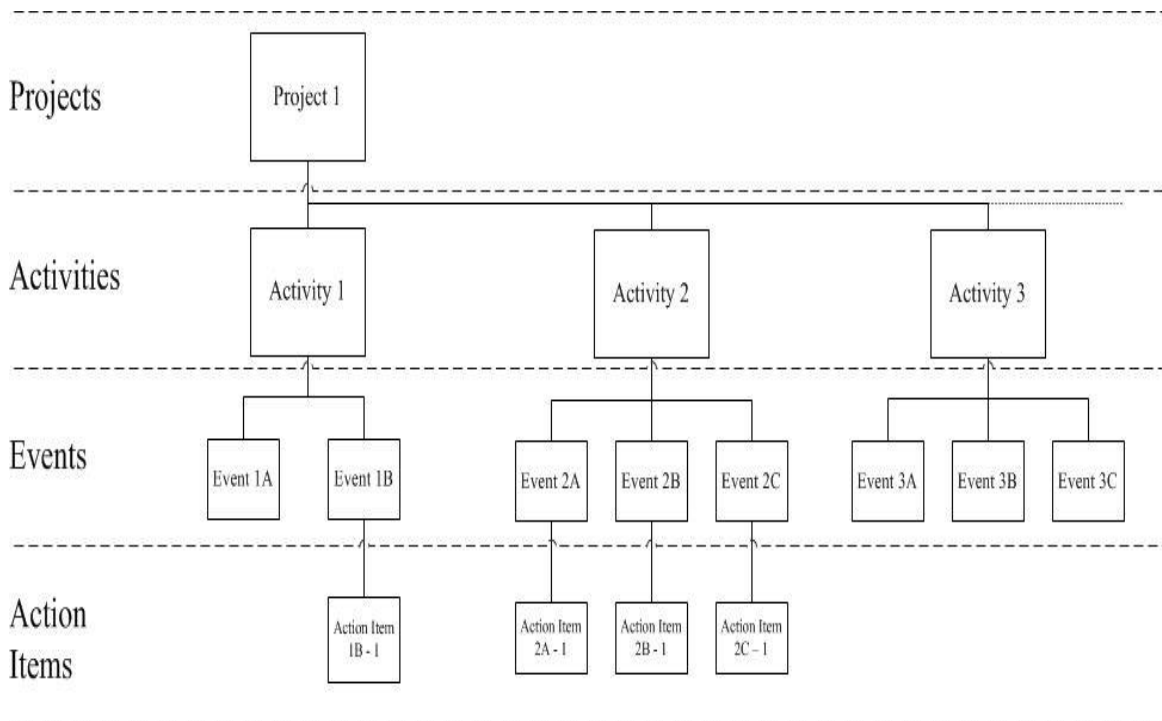 Projects
Project 1
Activities
Activity 1
Activity 2
Activity 3
Events
Event 1A
Event 1B
Event 2A
Event 2B
Event 2C
Event 3A
Event 3B
Event 3C
Action
Items
Action Item
1B - 1
Action Item
2A - 1
Action Item
2B - 1
Action Item
2C – 1